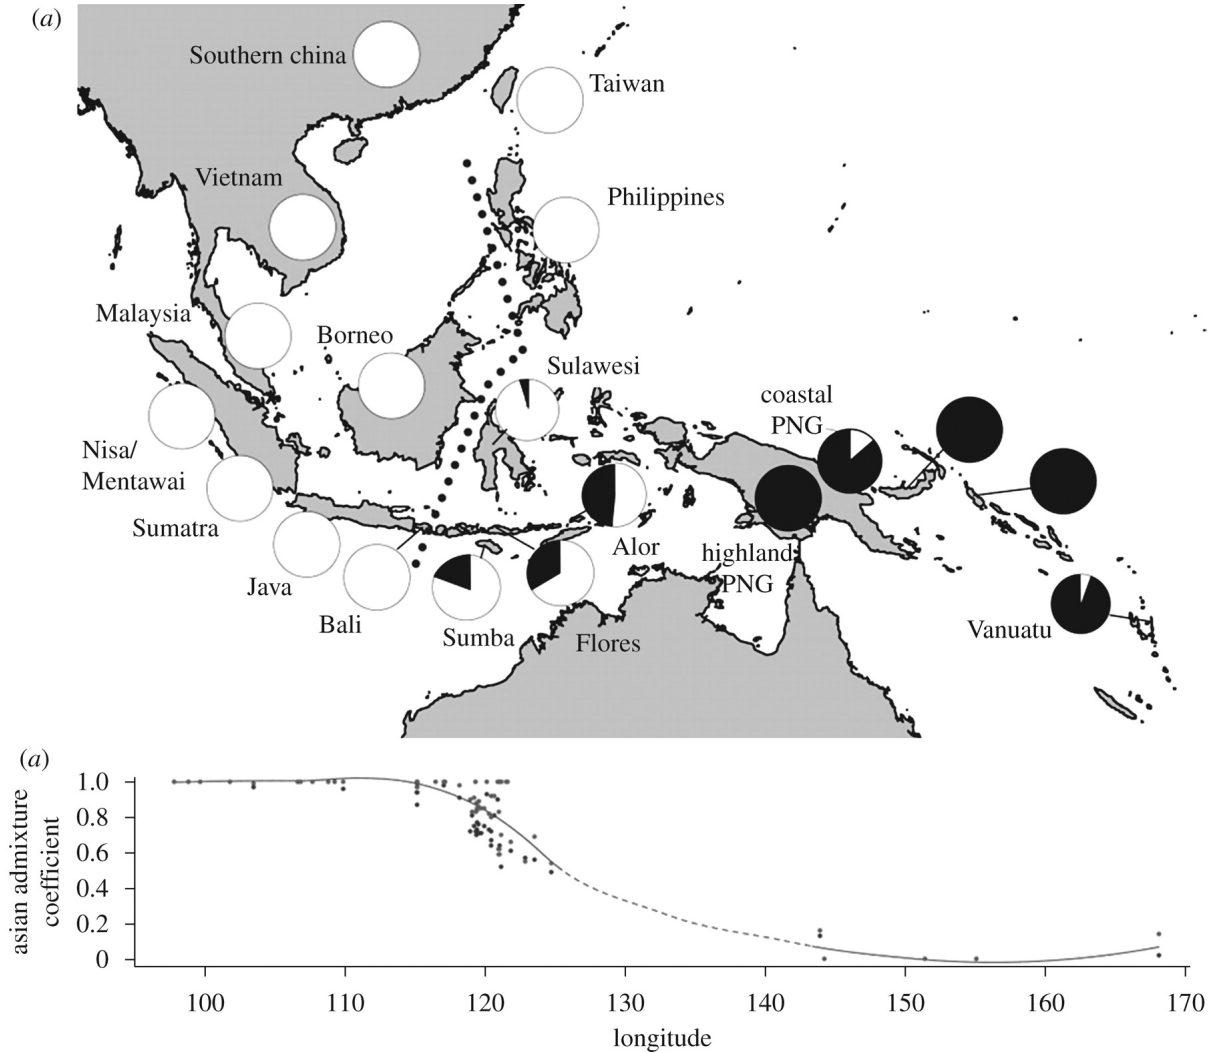 (a)
Southern china
Taiwan
Vietnam
Philippines
Malaysia
Borneo
Sulawesi
coastal
PNG
Nisa/
Mentawai
Sumatra
Alor
highland
PNG
Java
Bali
Sumba
Flores
Vanuatu
(a)
asian admixture
coefficient
1.0
0.8
0.6
0.4
0.2
0
100
110
120
130
140
150
160
170
longitude